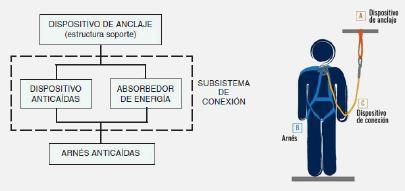 DISPOSITIVO DE ANCLAJE
(estructura soporte)
DISPOSITIVO
ANTICAÍDAS
ABSORBEDOR
DE ENERGÍA
SUBSISTEMA
DE
CONEXIÓN
ARNÉS ANTICAÍDAS
A
Dispositivo
de anclaje
B
Arnés
C
Dispositivo
de conexión